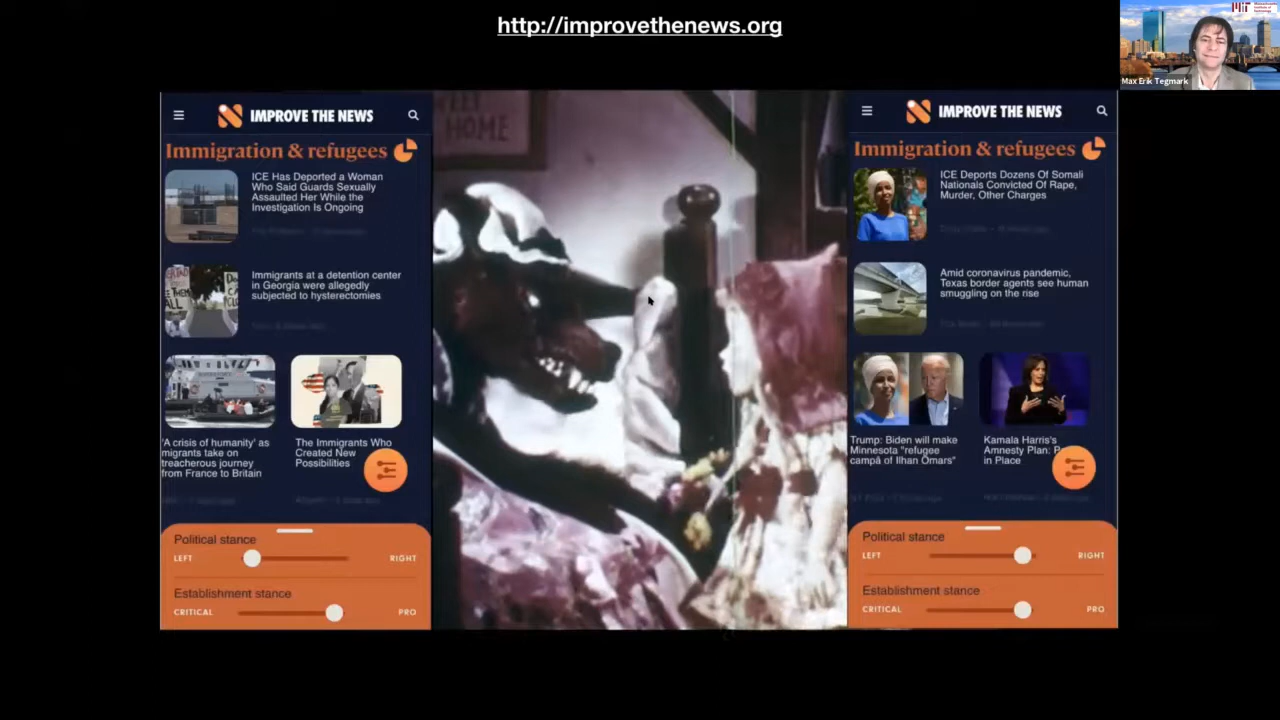 http://improvethenews.org
MIT
Massachusetts
Institute of
Technology
Max Erik Tegmark
IMPROVE THE NEWS
Immigration & refugees
ICE Has Deported a Woman
Who Said Guards Sexually
Assaulted Her While the
Investigation Is Ongoing
Immigrants at a detention center
in Georgia were allegedly
subjected to hysterectomies
'A crisis of humanity' as
migrants take on
treacherous journey
from France to Britain
The Immigrants Who
Created New
Possibilities
Political stance
LEFT
RIGHT
Establishment stance
CRITICAL
PRO
HOME
IMPROVE THE NEWS
Immigration & refugees
ICE Deports Dozens Of Somali
Nationals Convicted Of Rape,
Murder, Other Charges
Amid coronavirus pandemic,
Texas border agents see human
smuggling on the rise
Trump: Biden will make
Minnesota "refugee
campâ of Ilhan Omars"
Kamala Harris's
Amnesty Plan:
in Place
Political stance
LEFT
RIGHT
Establishment stance
CRITICAL
PRO